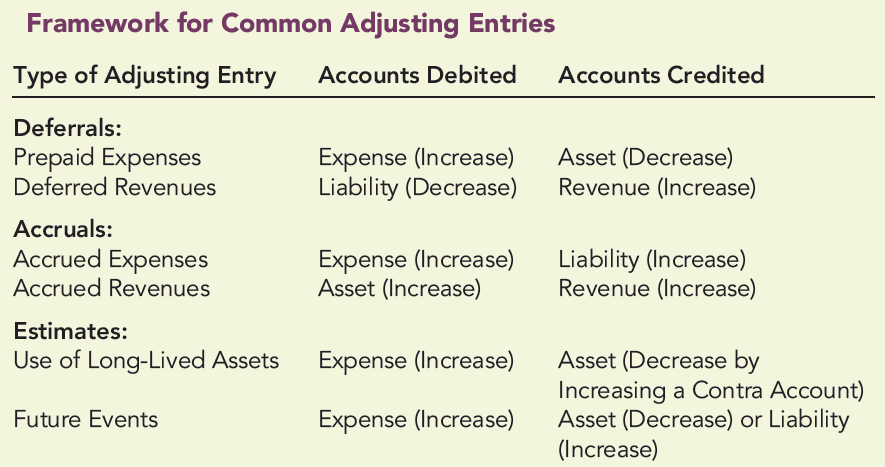 Framework for Common Adjusting Entries
Type of Adjusting Entry Accounts Debited Accounts Credited
Deferrals:
Prepaid Expenses Expense (Increase) Asset (Decrease)
Deferred Revenues Liability (Decrease) Revenue (Increase)
Accruals:
Accrued Expenses Expense (Increase) Liability (Increase)
Accrued Revenues Asset (Increase) Revenue (Increase)
Estimates:
Use of Long-Lived Assets Expense (Increase) Asset (Decrease by
Increasing a Contra Account)
Future Events Expense (Increase) Asset (Decrease) or Liability
(Increase)